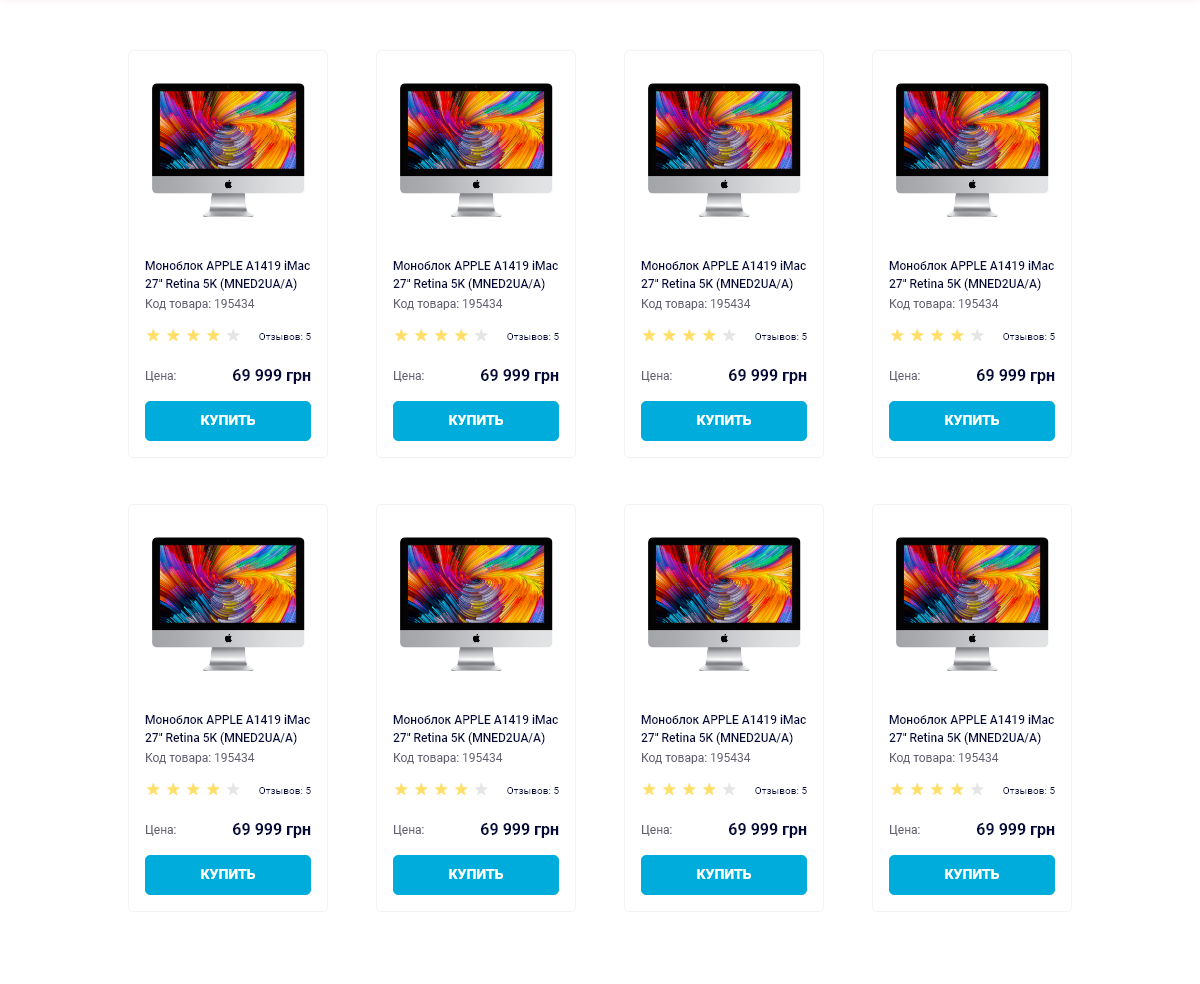 Моноблок APPLE A1419 iMac
27" Retina 5K (MNED2UA/A)
Код товара: 195434
Отзывов: 5
Цена: 69 999 грн
КУПИТЬ
Моноблок APPLE A1419 iMac
27" Retina 5K (MNED2UA/A)
Код товара: 195434
Отзывов: 5
Цена: 69 999 грн
КУПИТЬ
Моноблок APPLE A1419 iMac
27" Retina 5K (MNED2UA/A)
Код товара: 195434
Отзывов: 5
Цена: 69 999 грн
КУПИТЬ
Моноблок APPLE A1419 iMac
27" Retina 5K (MNED2UA/A)
Код товара: 195434
Отзывов: 5
Цена: 69 999 грн
КУПИТЬ
Моноблок APPLE A1419 iMac
27" Retina 5K (MNED2UA/A)
Код товара: 195434
Отзывов: 5
Цена: 69 999 грн
КУПИТЬ
Моноблок APPLE A1419 iMac
27" Retina 5K (MNED2UA/A)
Код товара: 195434
Отзывов: 5
Цена: 69 999 грн
КУПИТЬ
Моноблок APPLE A1419 iMac
27" Retina 5K (MNED2UA/A)
Код товара: 195434
Отзывов: 5
Цена: 69 999 грн
КУПИТЬ
Моноблок APPLE A1419 iMac
27" Retina 5K (MNED2UA/A)
Код товара: 195434
Отзывов: 5
Цена: 69 999 грн
КУПИТЬ